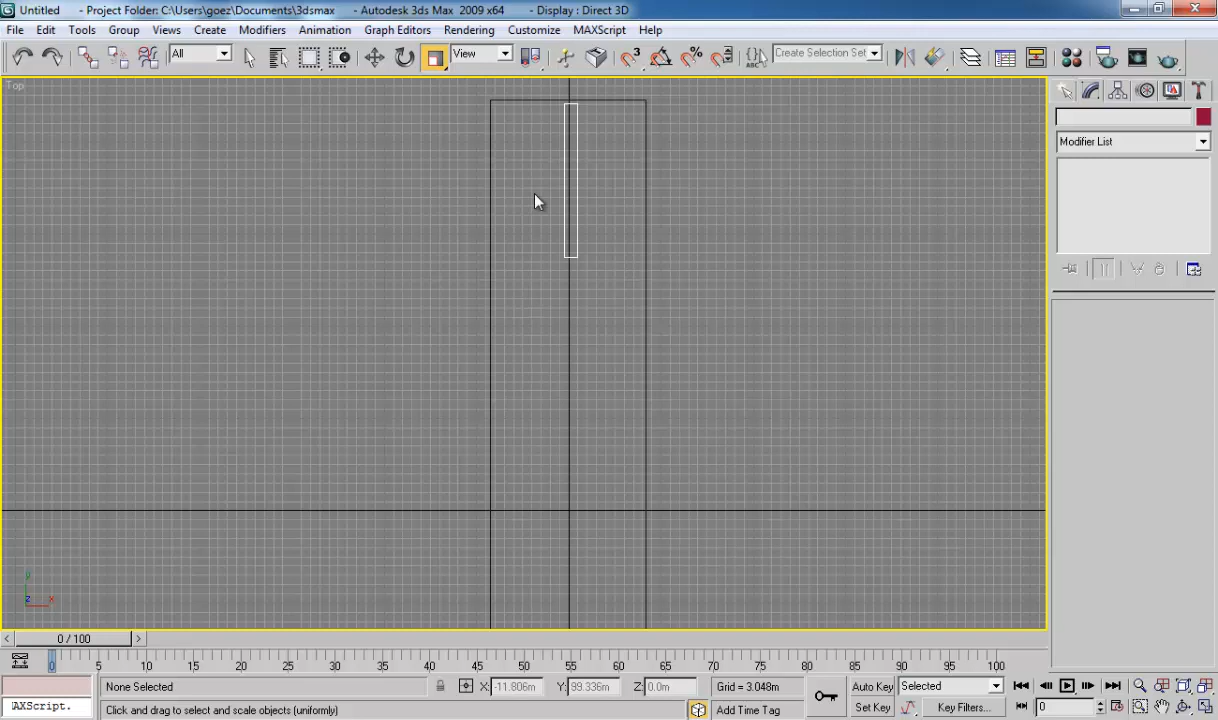 Untitled - Project Folder: C:\Users\goez\Documents\3dsmax - Autodesk 3ds Max 2009 x64 - Display : Direct 3D
File Edit Tools Group Views Create Modifiers Animation Graph Editors Rendering Customize MAXScript Help
All View 3 Create Selection Set
Top
Modifier List
y
z x
< 0 / 100 >
0 5 10 15 20 25 30 35 40 45 50 55 60 65 70 75 80 85 90 95 100
None Selected X: -11.806m Y: 99.336m Z: 0.0m Grid = 3.048m Auto Key Selected
AXScript. Click and drag to select and scale objects (uniformly) Add Time Tag Set Key Key Filters... 0